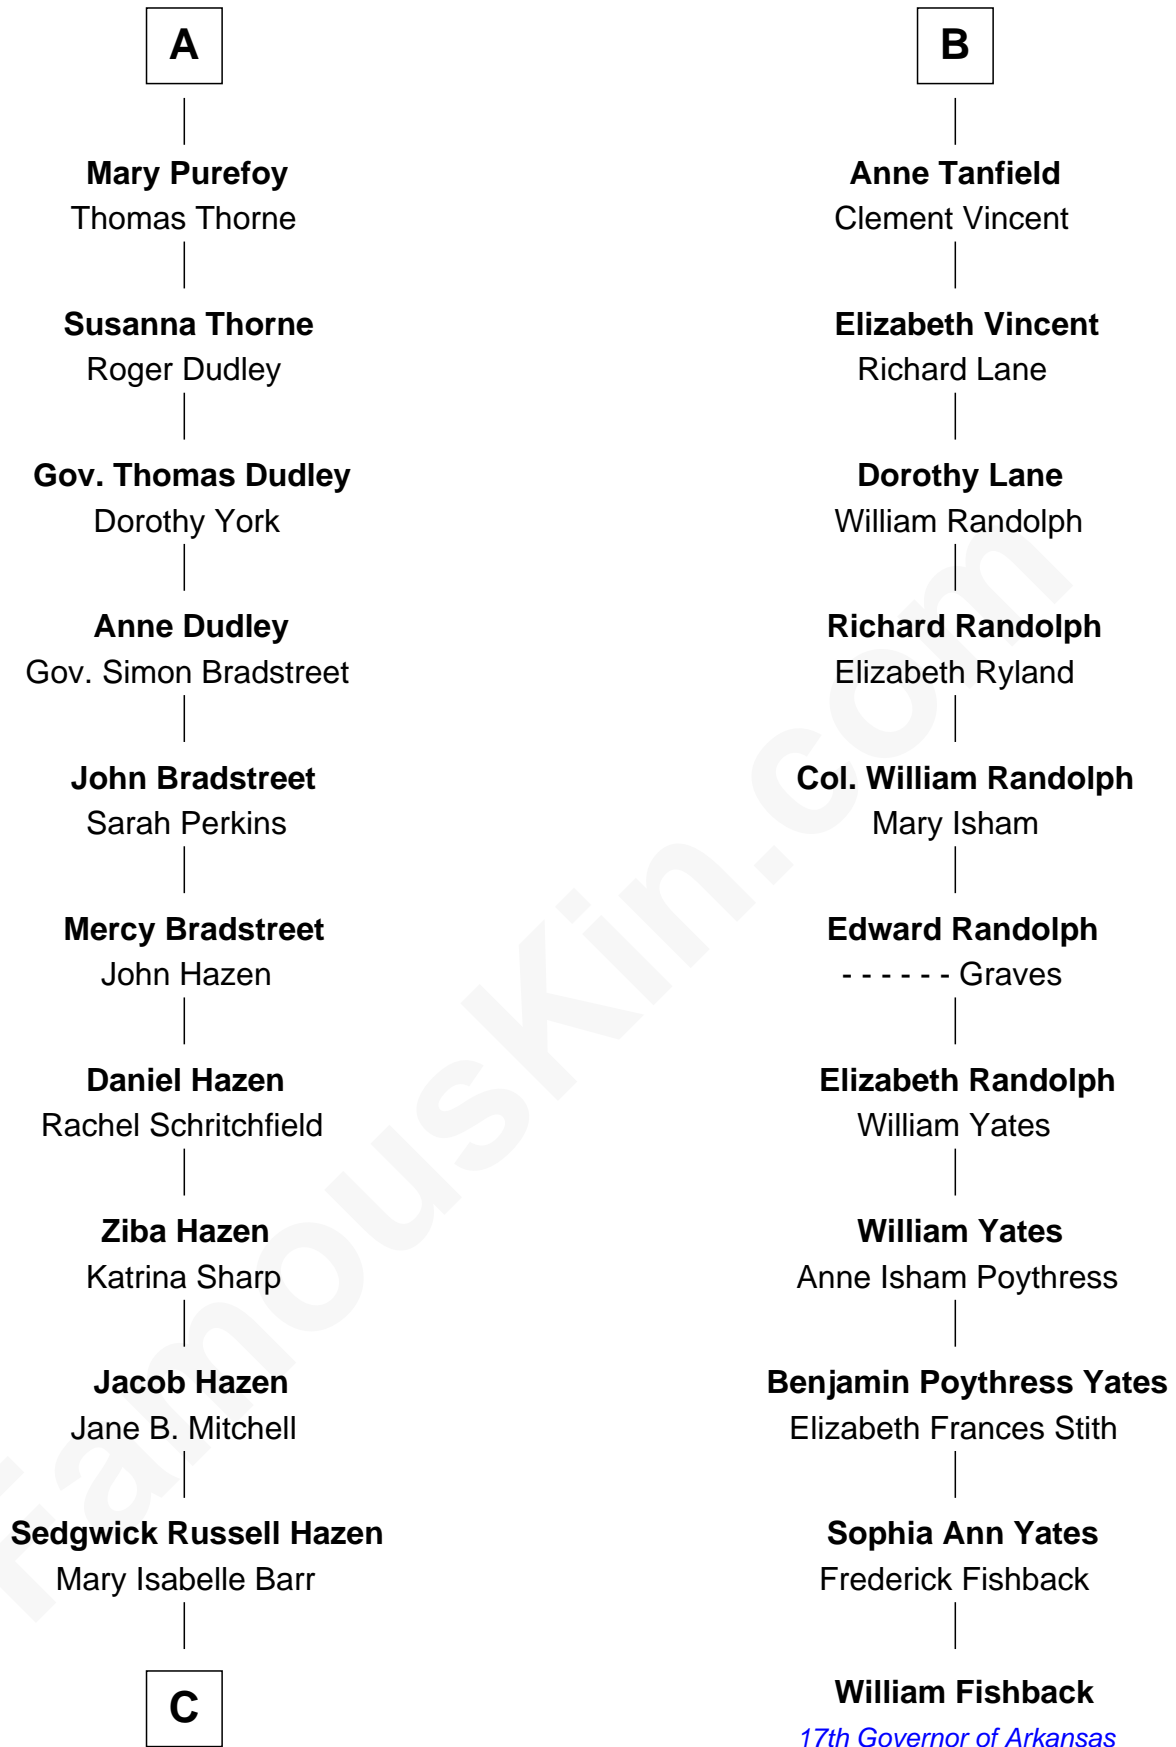 A
Mary Purefoy
Thomas Thorne
Susanna Thorne
Roger Dudley
Gov. Thomas Dudley
Dorothy York
Anne Dudley
Gov. Simon Bradstreet
John Bradstreet
Sarah Perkins
Mercy Bradstreet
John Hazen
Daniel Hazen
Rachel Schritchfield
Ziba Hazen
Katrina Sharp
Jacob Hazen
Jane B. Mitchell
Sedgwick Russell Hazen
Mary Isabelle Barr
C
B
Anne Tanfield
Clement Vincent
Elizabeth Vincent
Richard Lane
Dorothy Lane
William Randolph
Richard Randolph
Elizabeth Ryland
Col. William Randolph
Mary Isham
Edward Randolph
- - - - - - Graves
Elizabeth Randolph
William Yates
William Yates
Anne Isham Poythress
Benjamin Poythress Yates
Elizabeth Frances Stith
Sophia Ann Yates
Frederick Fishback
William Fishback
17th Governor of Arkansas
FamousKin.com